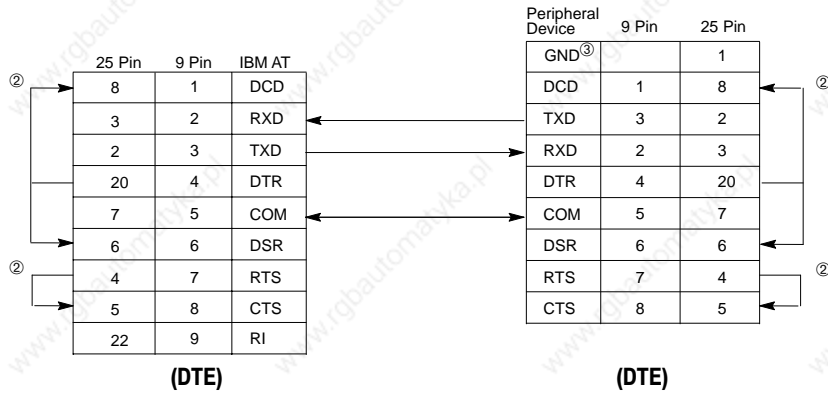 25 Pin 9 Pin IBM AT
② 8 1 DCD
3 2 RXD
2 3 TXD
20 4 DTR
7 5 COM
6 6 DSR
② 4 7 RTS
5 8 CTS
22 9 RI
(DTE)
Peripheral
Device 9 Pin 25 Pin
GND③ 1
DCD 1 8 ②
TXD 3 2
RXD 2 3
DTR 4 20
COM 5 7
DSR 6 6
RTS 7 4 ②
CTS 8 5
(DTE)
www.rgbautomatyka.pl